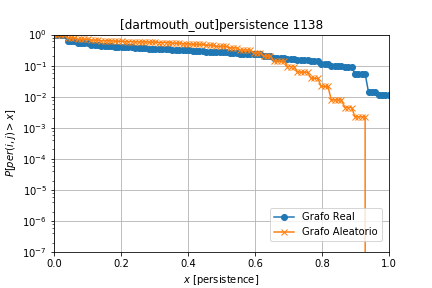 [dartmouth_out]persistence 1138
P[per(i, j) > x]
10⁰
10⁻¹
10⁻²
10⁻³
10⁻⁴
10⁻⁵
10⁻⁶
10⁻⁷
Grafo Real
Grafo Aleatorio
0.0 0.2 0.4 0.6 0.8 1.0
x [persistence]